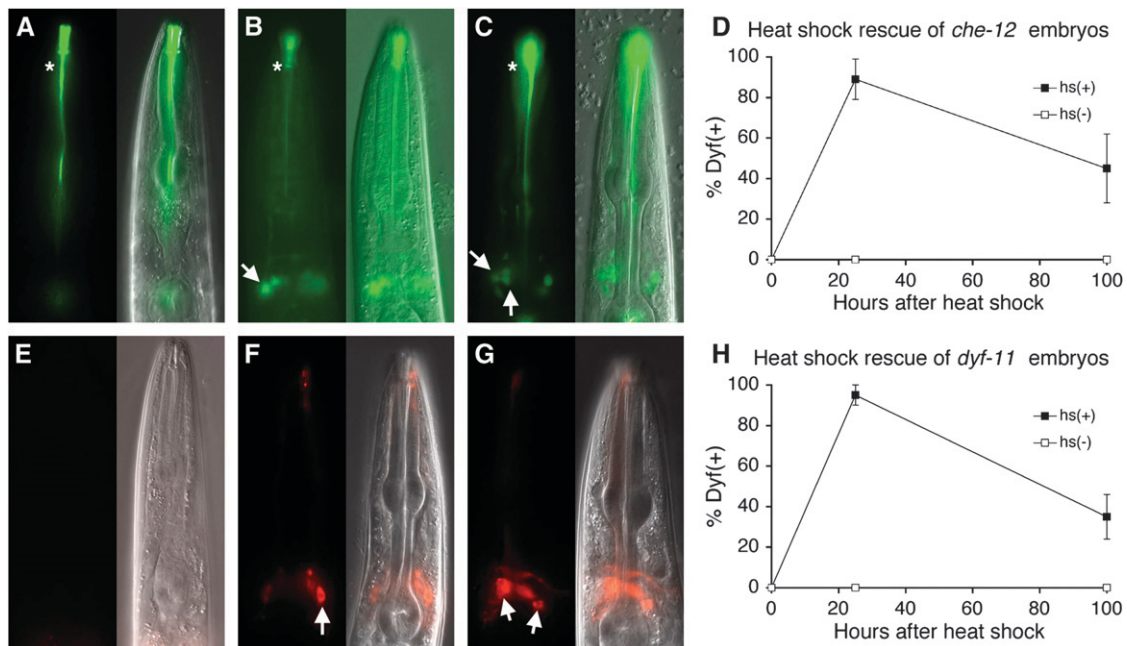 A
*
B
*
C
*
D Heat shock rescue of che-12 embryos
% Dyf(+)
100
80
60
40
20
0
hs(+)
hs(-)
0 20 40 60 80 100
Hours after heat shock
E
F
G
H Heat shock rescue of dyf-11 embryos
% Dyf(+)
100
80
60
40
20
0
hs(+)
hs(-)
0 20 40 60 80 100
Hours after heat shock